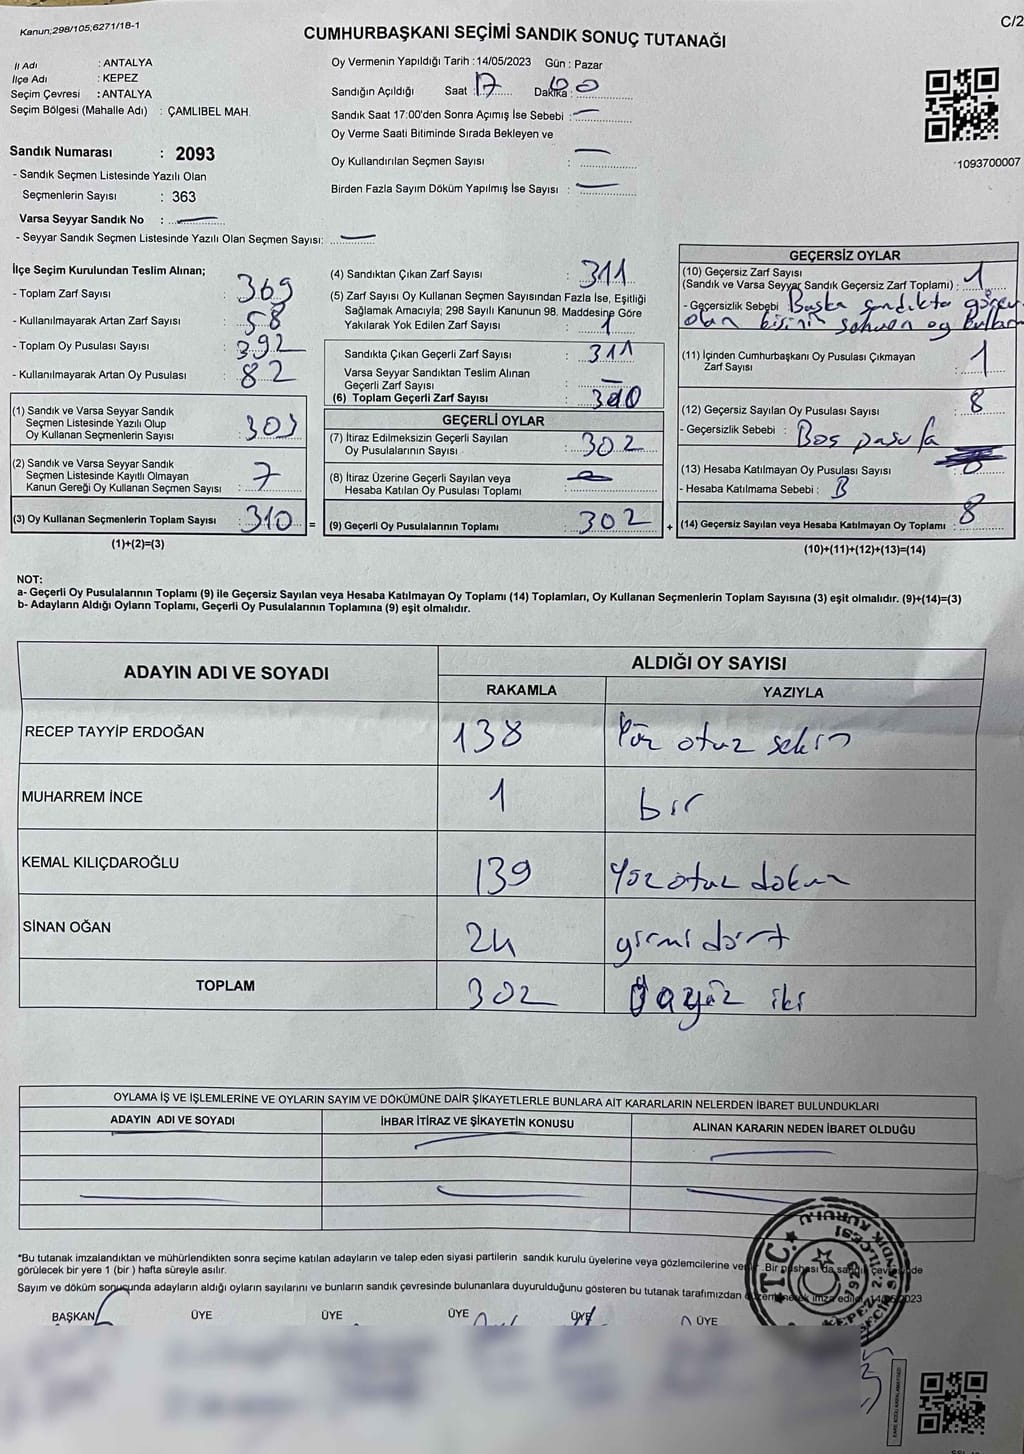 Kanun;298/105;6271/18-1
C/2
CUMHURBAŞKANI SEÇİMİ SANDIK SONUÇ TUTANAĞI
İl Adı : ANTALYA
İlçe Adı : KEPEZ
Seçim Çevresi : ANTALYA
Seçim Bölgesi (Mahalle Adı) : ÇAMLIBEL MAH.
Sandık Numarası : 2093
- Sandık Seçmen Listesinde Yazılı Olan
Seçmenlerin Sayısı : 363
Varsa Seyyar Sandık No :
- Seyyar Sandık Seçmen Listesinde Yazılı Olan Seçmen Sayısı:
Oy Vermenin Yapıldığı Tarih : 14/05/2023 Gün : Pazar
Sandığın Açıldığı Saat : 17 Dakika : 00
Sandık Saat 17:00'den Sonra Açımış İse Sebebi :
Oy Verme Saati Bitiminde Sırada Bekleyen ve
Oy Kullandırılan Seçmen Sayısı :
Birden Fazla Sayım Döküm Yapılmış İse Sayısı :
1093700007
İlçe Seçim Kurulundan Teslim Alınan;
- Toplam Zarf Sayısı : 369
- Kullanılmayarak Artan Zarf Sayısı : 58
- Toplam Oy Pusulası Sayısı : 392
- Kullanılmayarak Artan Oy Pusulası : 82
(1) Sandık ve Varsa Seyyar Sandık
Seçmen Listesinde Yazılı Olup
Oy Kullanan Seçmenlerin Sayısı : 303
(2) Sandık ve Varsa Seyyar Sandık
Seçmen Listesinde Kayıtlı Olmayan
Kanun Gereği Oy Kullanan Seçmen Sayısı : 7
(3) Oy Kullanan Seçmenlerin Toplam Sayısı : 310 =
(1)+(2)=(3)
(4) Sandıktan Çıkan Zarf Sayısı : 311
(5) Zarf Sayısı Oy Kullanan Seçmen Sayısından Fazla İse, Eşitliği
Sağlamak Amacıyla; 298 Sayılı Kanunun 98. Maddesine Göre
Yakılarak Yok Edilen Zarf Sayısı : 1
Sandıkta Çıkan Geçerli Zarf Sayısı : 311
Varsa Seyyar Sandıktan Teslim Alınan
Geçerli Zarf Sayısı :
(6) Toplam Geçerli Zarf Sayısı : 310
GEÇERLİ OYLAR
(7) İtiraz Edilmeksizin Geçerli Sayılan
Oy Pusulalarının Sayısı : 302
(8) İtiraz Üzerine Geçerli Sayılan veya
Hesaba Katılan Oy Pusulası Toplamı :
(9) Geçerli Oy Pusulalarının Toplamı : 302 +
GEÇERSİZ OYLAR
(10) Geçersiz Zarf Sayısı
(Sandık ve Varsa Seyyar Sandık Geçersiz Zarf Toplamı) : 1
- Geçersizlik Sebebi : Başka sandıkta görev
olan kişinin sehven oy kullan
(11) İçinden Cumhurbaşkanı Oy Pusulası Çıkmayan
Zarf Sayısı : 1
(12) Geçersiz Sayılan Oy Pusulası Sayısı : 8
- Geçersizlik Sebebi : Boş pusula
(13) Hesaba Katılmayan Oy Pusulası Sayısı :
- Hesaba Katılmama Sebebi :
(14) Geçersiz Sayılan veya Hesaba Katılmayan Oy Toplamı : 8
(10)+(11)+(12)+(13)=(14)
NOT:
a- Geçerli Oy Pusulalarının Toplamı (9) ile Geçersiz Sayılan veya Hesaba Katılmayan Oy Toplamı (14) Toplamları, Oy Kullanan Seçmenlerin Toplam Sayısına (3) eşit olmalıdır. (9)+(14)=(3)
b- Adayların Aldığı Oyların Toplamı, Geçerli Oy Pusulalarının Toplamına (9) eşit olmalıdır.
ADAYIN ADI VE SOYADI ALDIĞI OY SAYISI
RAKAMLA YAZIYLA
RECEP TAYYİP ERDOĞAN 138 Yüz otuz sekiz
MUHARREM İNCE 1 bir
KEMAL KILIÇDAROĞLU 139 Yüz otuz dokuz
SİNAN OĞAN 24 yirmi dört
TOPLAM 302 üçyüz iki
OYLAMA İŞ VE İŞLEMLERİNE VE OYLARIN SAYIM VE DÖKÜMÜNE DAİR ŞİKAYETLERLE BUNLARA AİT KARARLARIN NELERDEN İBARET BULUNDUKLARI
ADAYIN ADI VE SOYADI İHBAR İTİRAZ VE ŞİKAYETİN KONUSU ALINAN KARARIN NEDEN İBARET OLDUĞU
*Bu tutanak imzalandıktan ve mühürlendikten sonra seçime katılan adayların ve talep eden siyasi partilerin sandık kurulu üyelerine veya gözlemcilerine Bir
görülecek bir yere 1 (bir ) hafta süreyle asılır.
Sayım ve döküm sonucunda adayların aldığı oyların sayılarını ve bunların sandık çevresinde bulunanlara duyurulduğunu gösteren bu tutanak tarafımızdan
BAŞKAN ÜYE ÜYE ÜYE ÜYE ÜYE
T.C.